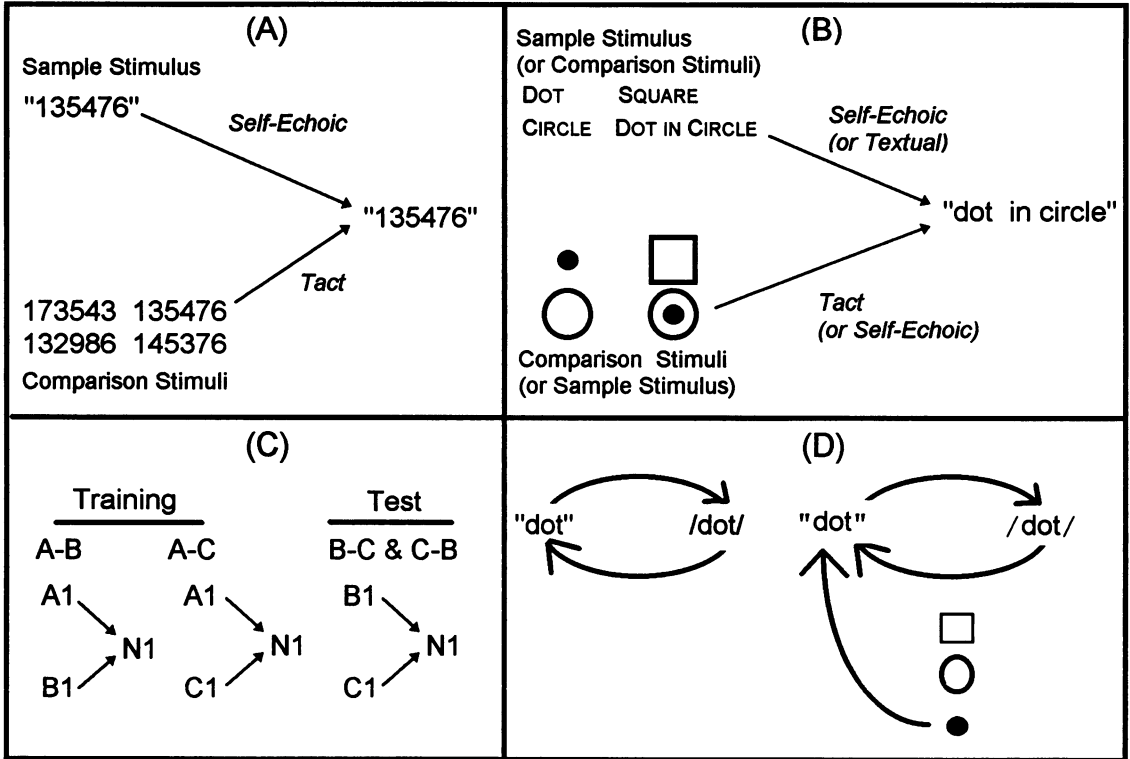 (A)
Sample Stimulus
"135476"
Self-Echoic
"135476"
Tact
173543 135476
132986 145376
Comparison Stimuli
(B)
Sample Stimulus
(or Comparison Stimuli)
DOT SQUARE
CIRCLE DOT IN CIRCLE
Self-Echoic
(or Textual)
"dot in circle"
Tact
(or Self-Echoic)
Comparison Stimuli
(or Sample Stimulus)
(C)
Training Test
A-B A-C B-C & C-B
A1 A1 B1
N1 N1 N1
B1 C1 C1
(D)
"dot" /dot/ "dot" /dot/